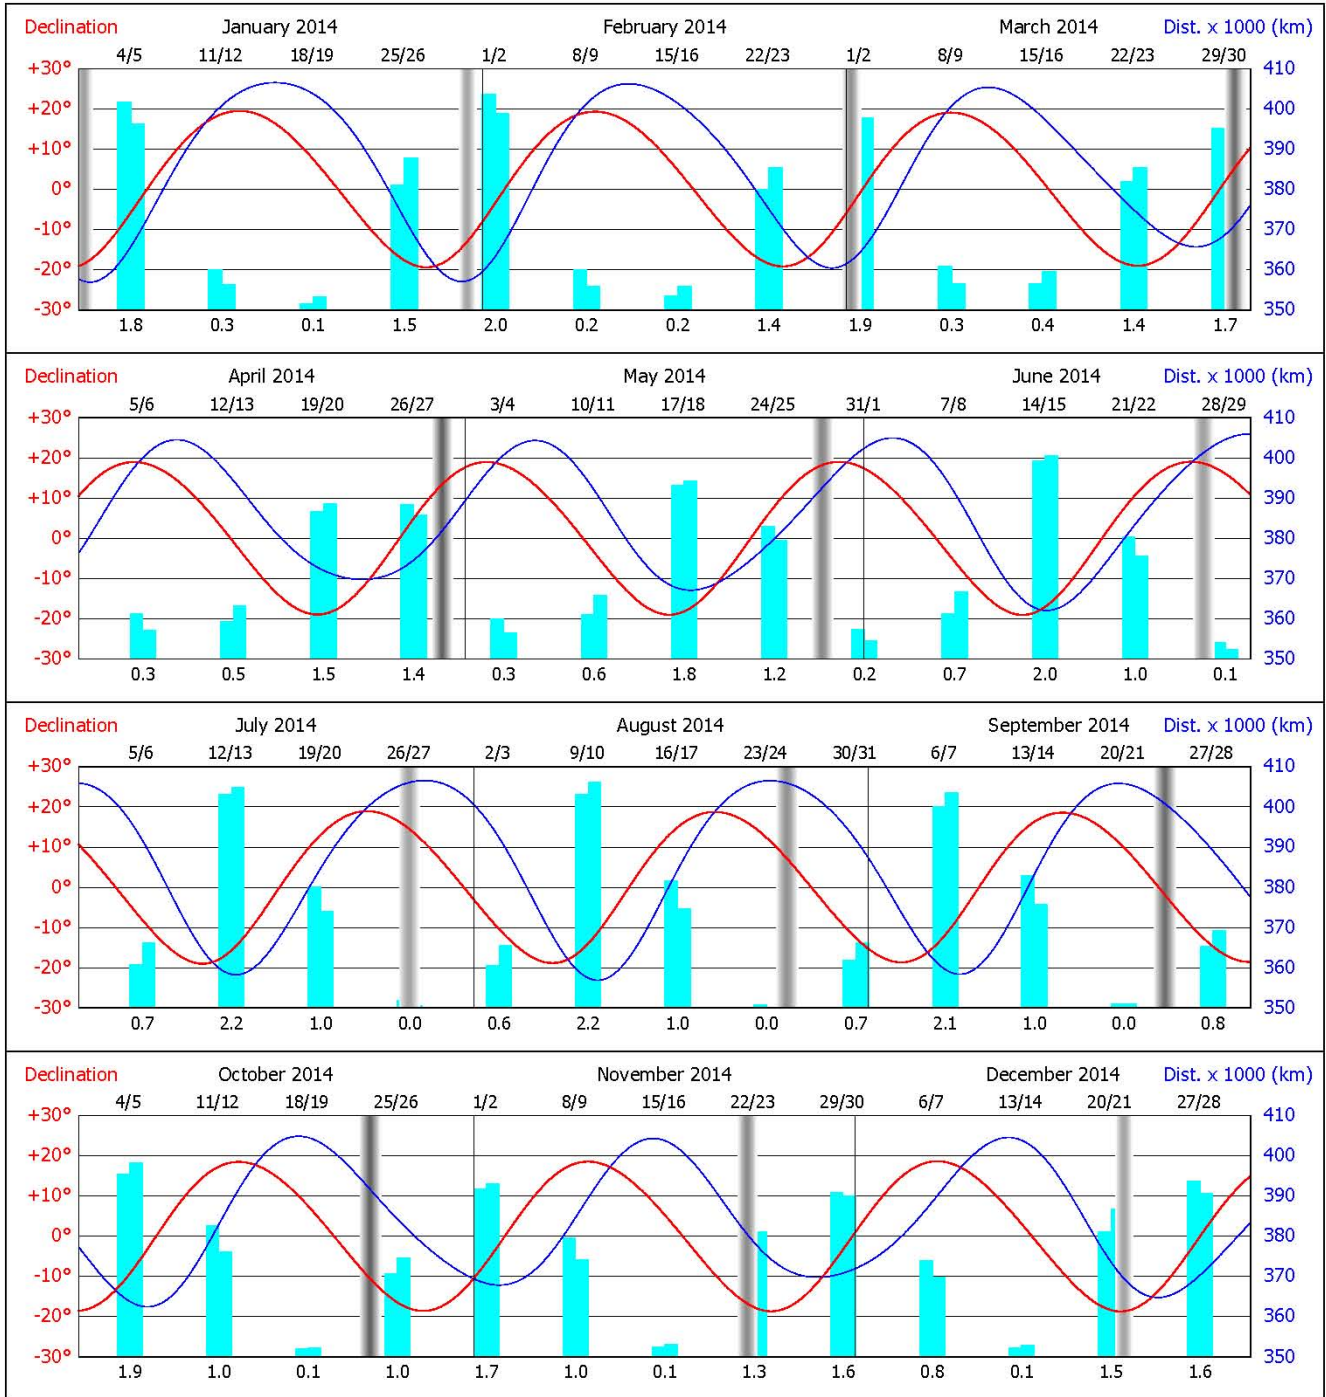 Declination January 2014 February 2014 March 2014 Dist. x 1000 (km)
4/5 11/12 18/19 25/26 1/2 8/9 15/16 22/23 1/2 8/9 15/16 22/23 29/30
+30° 410
+20° 400
+10° 390
0° 380
-10° 370
-20° 360
-30° 350
1.8 0.3 0.1 1.5 2.0 0.2 0.2 1.4 1.9 0.3 0.4 1.4 1.7
Declination April 2014 May 2014 June 2014 Dist. x 1000 (km)
5/6 12/13 19/20 26/27 3/4 10/11 17/18 24/25 31/1 7/8 14/15 21/22 28/29
+30° 410
+20° 400
+10° 390
0° 380
-10° 370
-20° 360
-30° 350
0.3 0.5 1.5 1.4 0.3 0.6 1.8 1.2 0.2 0.7 2.0 1.0 0.1
Declination July 2014 August 2014 September 2014 Dist. x 1000 (km)
5/6 12/13 19/20 26/27 2/3 9/10 16/17 23/24 30/31 6/7 13/14 20/21 27/28
+30° 410
+20° 400
+10° 390
0° 380
-10° 370
-20° 360
-30° 350
0.7 2.2 1.0 0.0 0.6 2.2 1.0 0.0 0.7 2.1 1.0 0.0 0.8
Declination October 2014 November 2014 December 2014 Dist. x 1000 (km)
4/5 11/12 18/19 25/26 1/2 8/9 15/16 22/23 29/30 6/7 13/14 20/21 27/28
+30° 410
+20° 400
+10° 390
0° 380
-10° 370
-20° 360
-30° 350
1.9 1.0 0.1 1.0 1.7 1.0 0.1 1.3 1.6 0.8 0.1 1.5 1.6